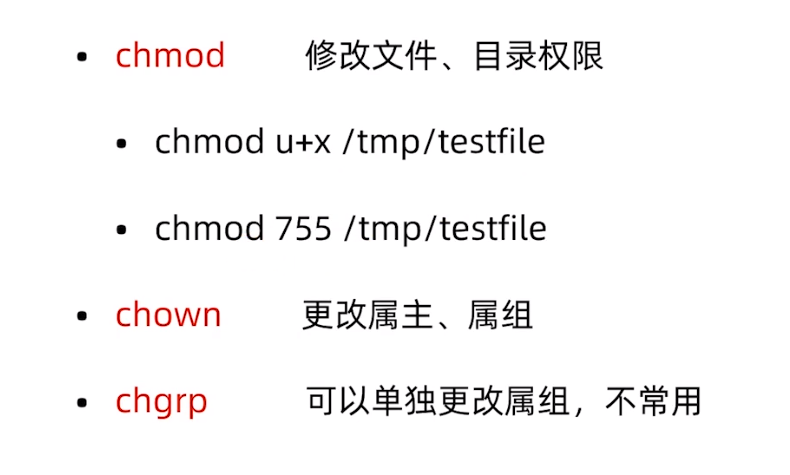 • chmod 修改文件、目录权限
• chmod u+x /tmp/testfile
• chmod 755 /tmp/testfile
• chown 更改属主、属组
• chgrp 可以单独更改属组，不常用